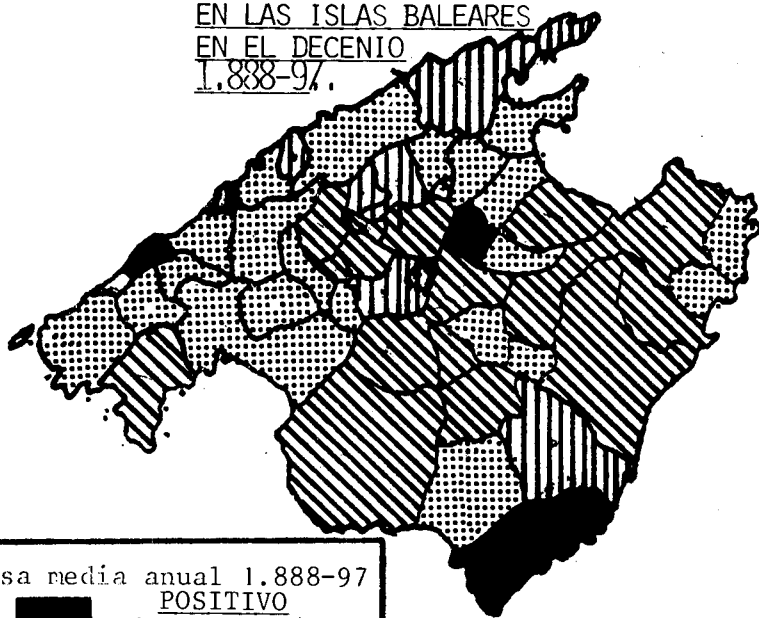 EN LAS ISLAS BALEARES
EN EL DECENIO
1.888-97.
sa media anual 1.888-97
POSITIVO